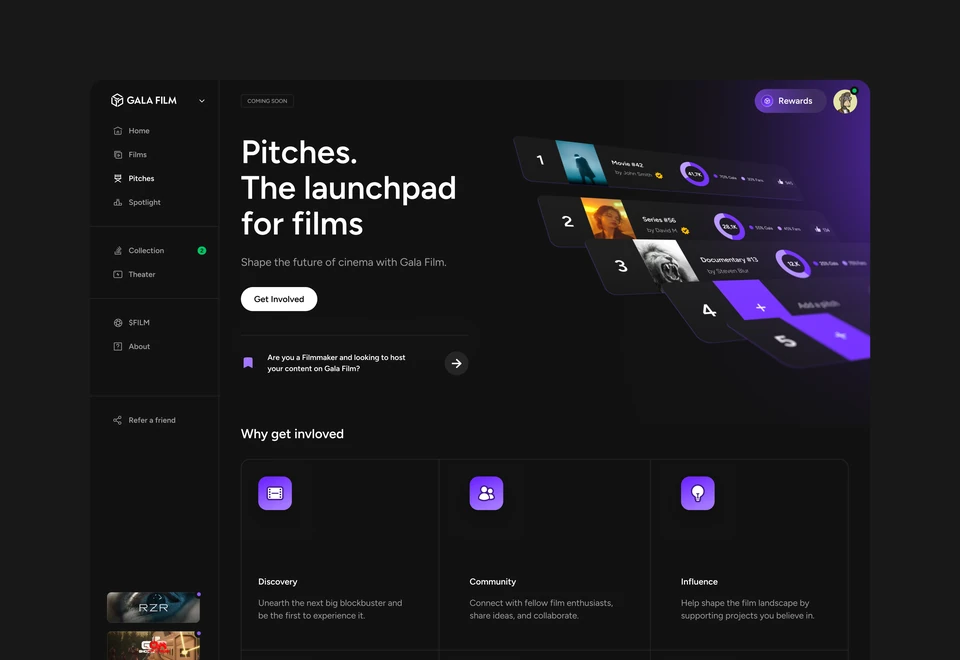 GALA FILM
Home
Films
Pitches
Spotlight
Collection
2
Theater
$FILM
About
Refer a friend
RZR
COMING SOON
Rewards
Pitches.
The launchpad
for films
Shape the future of cinema with Gala Film.
Get Involved
Are you a Filmmaker and looking to host
your content on Gala Film?
1
Movie #42
by John Smith
41,7K
2
Series #56
by David M.
28,1K
3
Documentary #13
by Steven Blur
12,K
4
Add a pitch
5
Why get invloved
Discovery
Unearth the next big blockbuster and
be the first to experience it.
Community
Connect with fellow film enthusiasts,
share ideas, and collaborate.
Influence
Help shape the film landscape by
supporting projects you believe in.